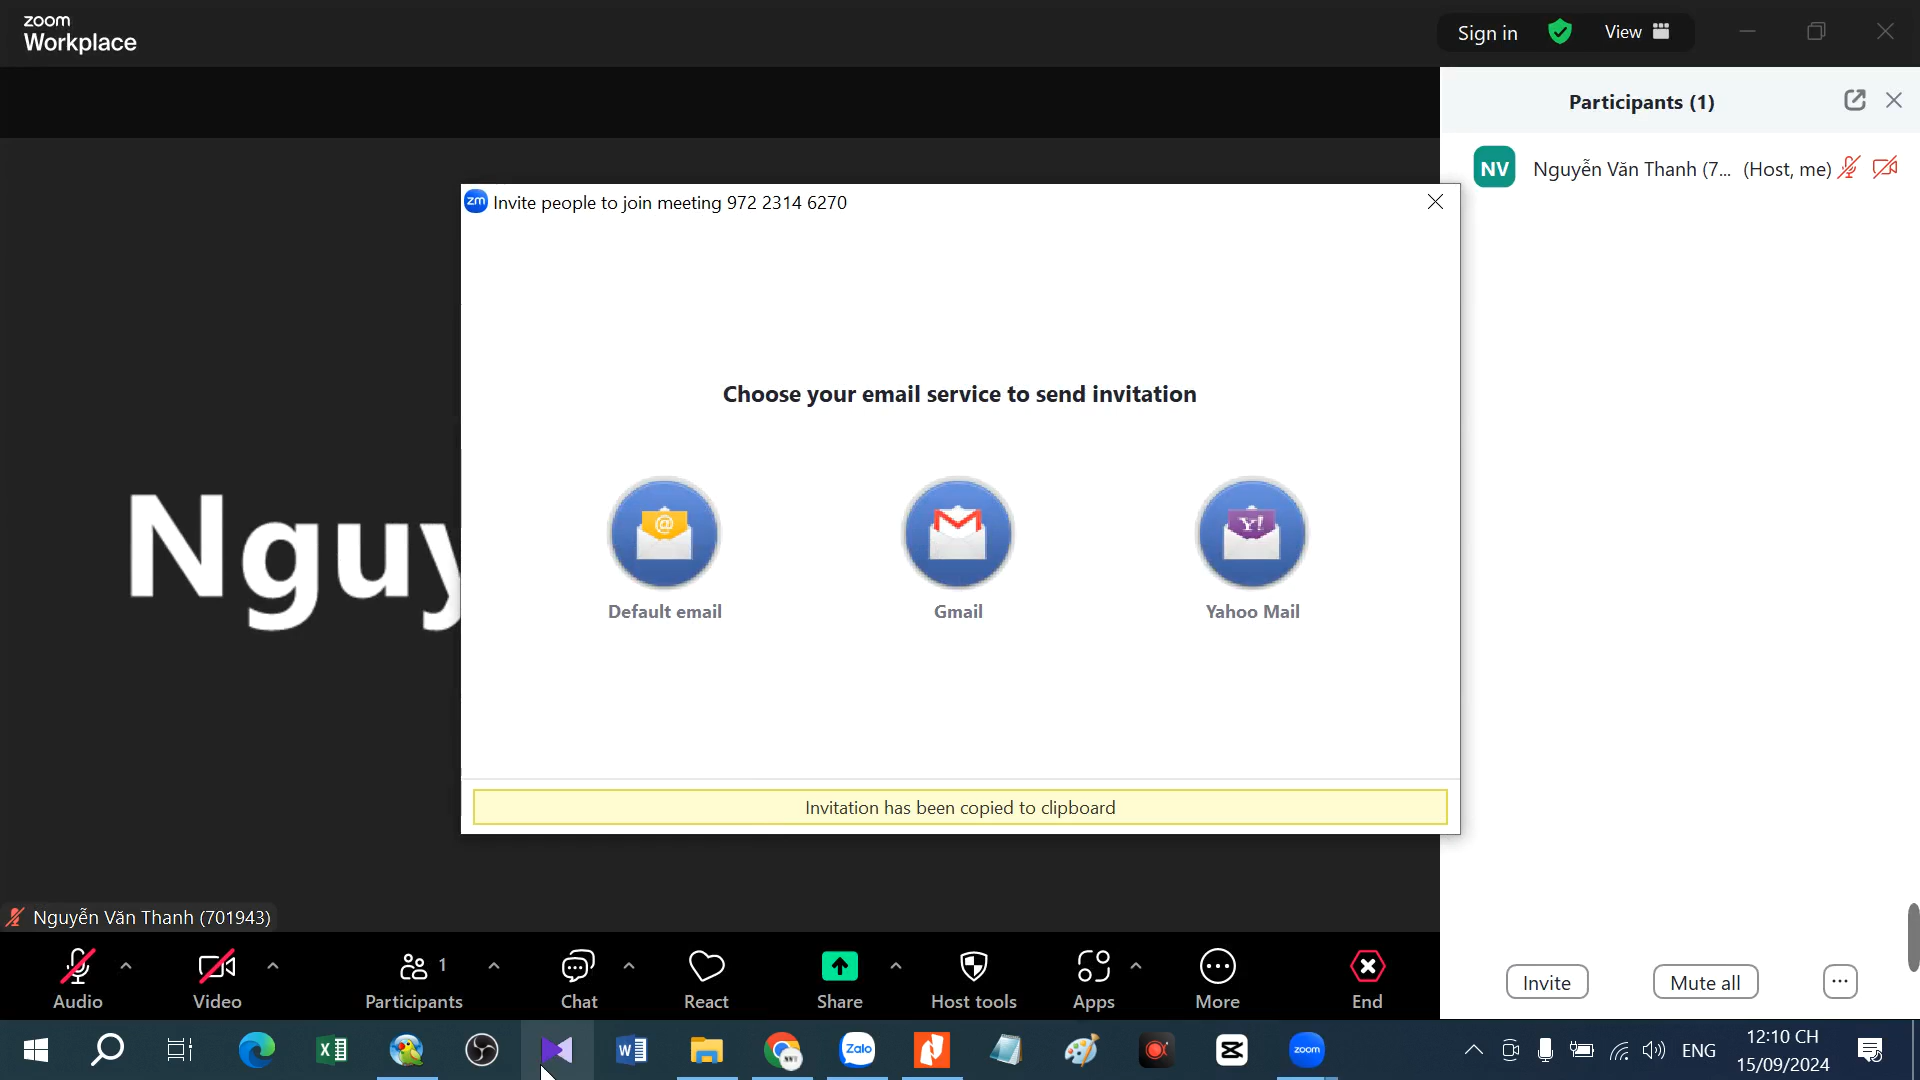 zoom
Workplace
Sign in
View
Participants (1)
NV
Nguyễn Văn Thanh (7... (Host, me)
zm
Invite people to join meeting 972 2314 6270
Choose your email service to send invitation
@
Y!
Default email
Gmail
Yahoo Mail
Nguy
Invitation has been copied to clipboard
Nguyễn Văn Thanh (701943)
1
Audio
Video
Participants
Chat
React
Share
Host tools
Apps
More
End
Invite
Mute all
...
Zalo
zoom
ENG
12:10 CH
15/09/2024